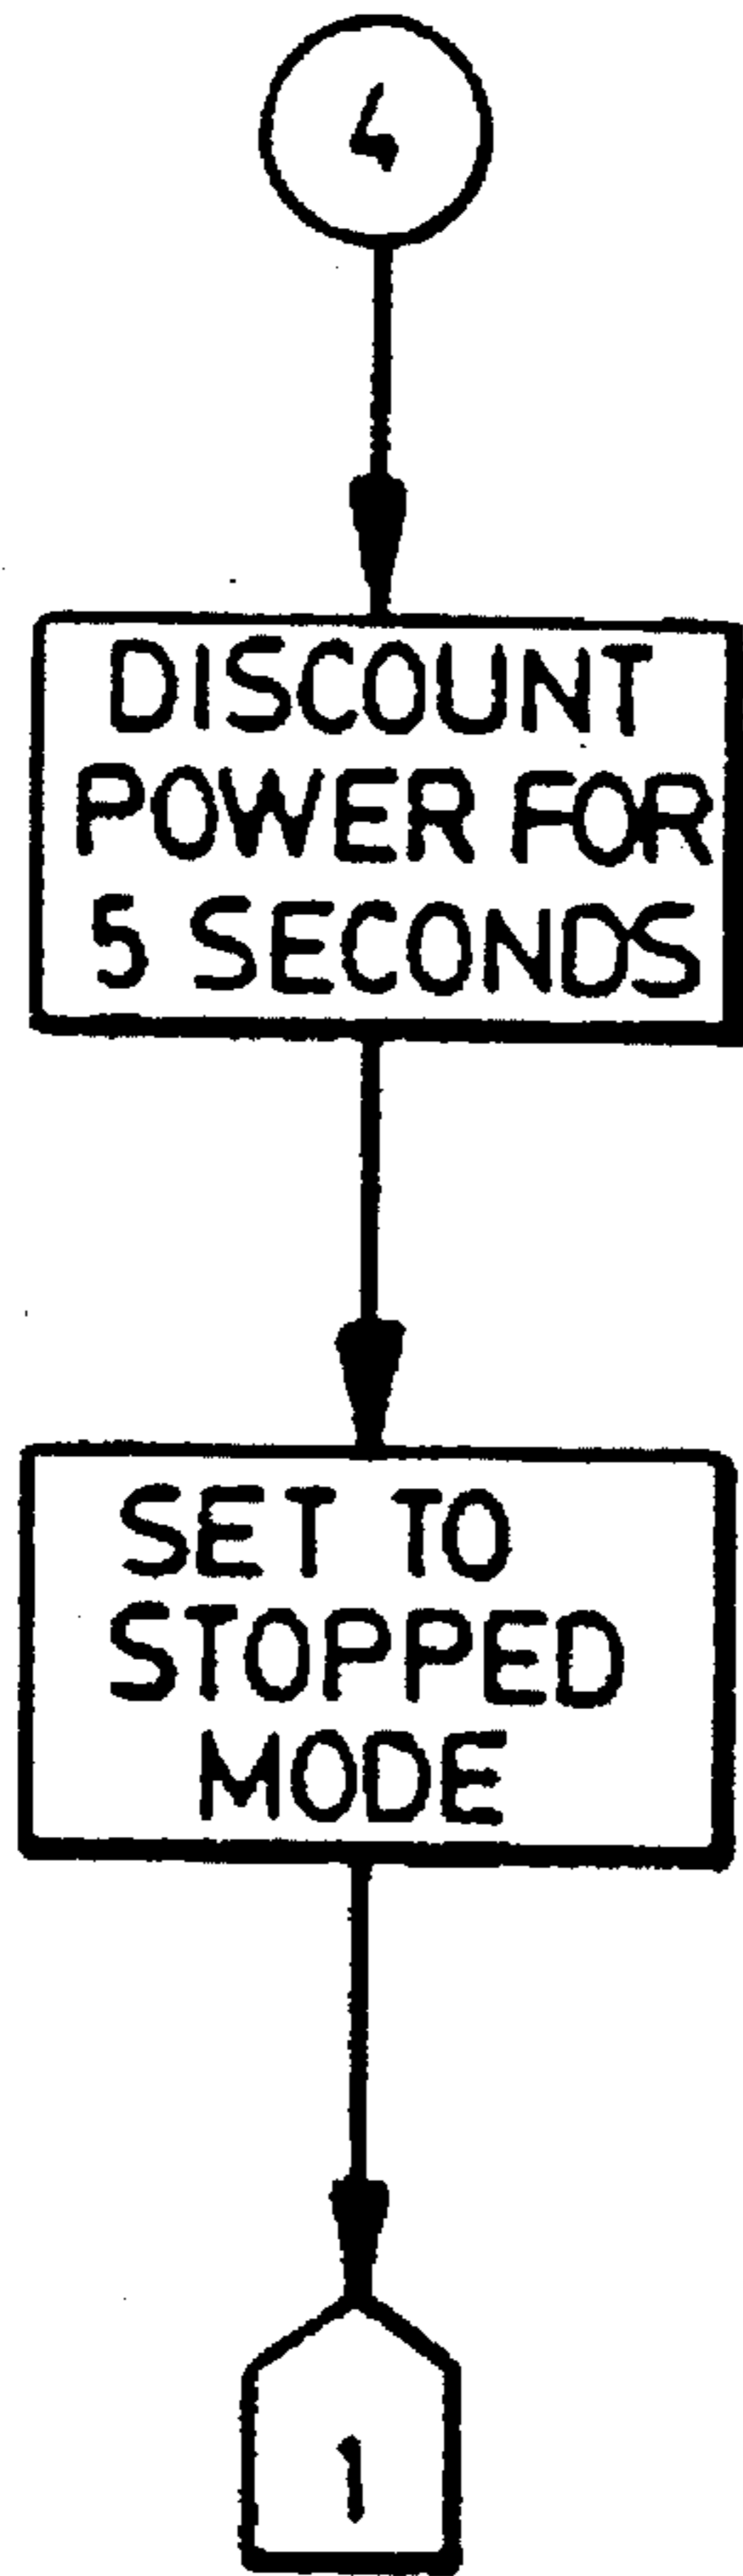 4
DISCOUNT
POWER FOR
5 SECONDS
SET TO
STOPPED
MODE
1